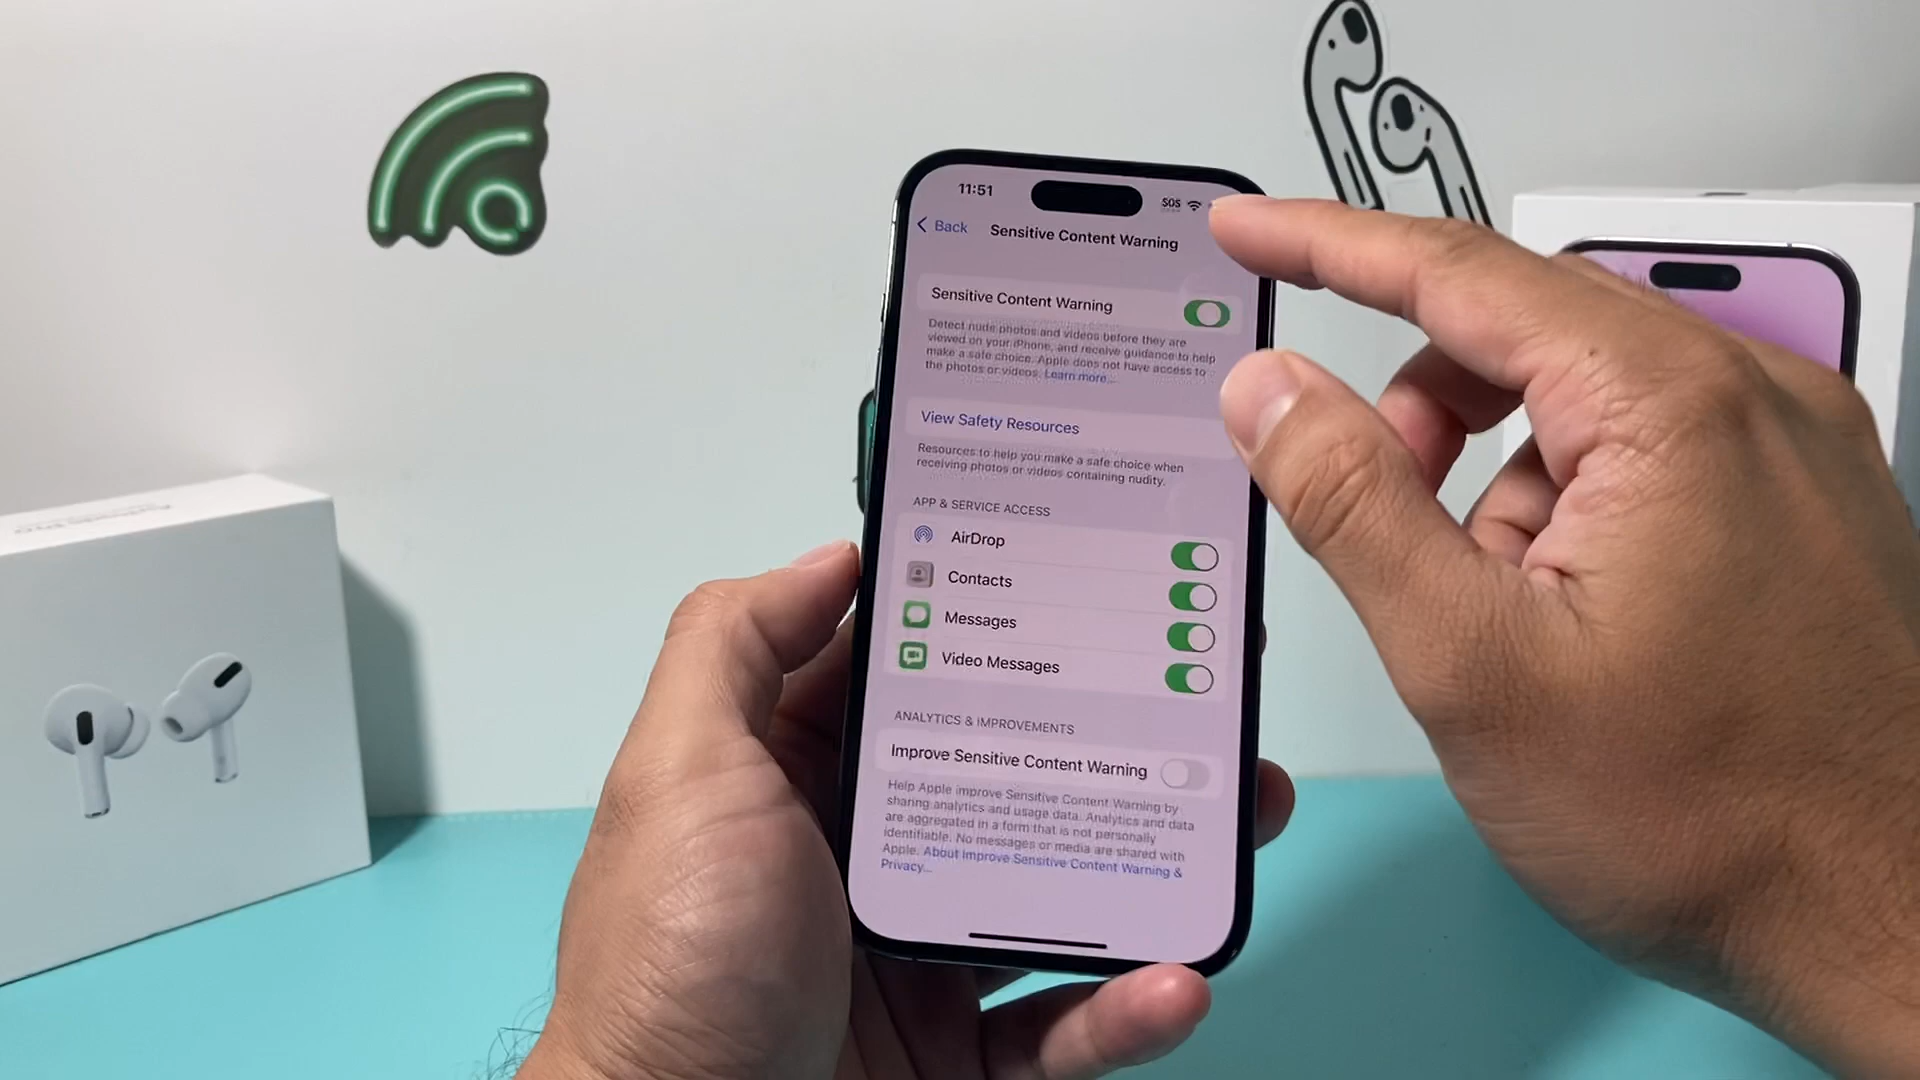 11:51
SOS
Back
Sensitive Content Warning
Sensitive Content Warning
Detect nude photos and videos before they are
viewed on your iPhone, and receive guidance to help
make a safe choice. Apple does not have access to
the photos or videos. Learn more...
View Safety Resources
Resources to help you make a safe choice when
receiving photos or videos containing nudity.
APP & SERVICE ACCESS
AirDrop
Contacts
Messages
Video Messages
ANALYTICS & IMPROVEMENTS
Improve Sensitive Content Warning
Help Apple improve Sensitive Content Warning by
sharing analytics and usage data. Analytics and data
are aggregated in a form that is not personally
identifiable. No messages or media are shared with
Apple. About Improve Sensitive Content Warning &
Privacy...
AirPods Pro